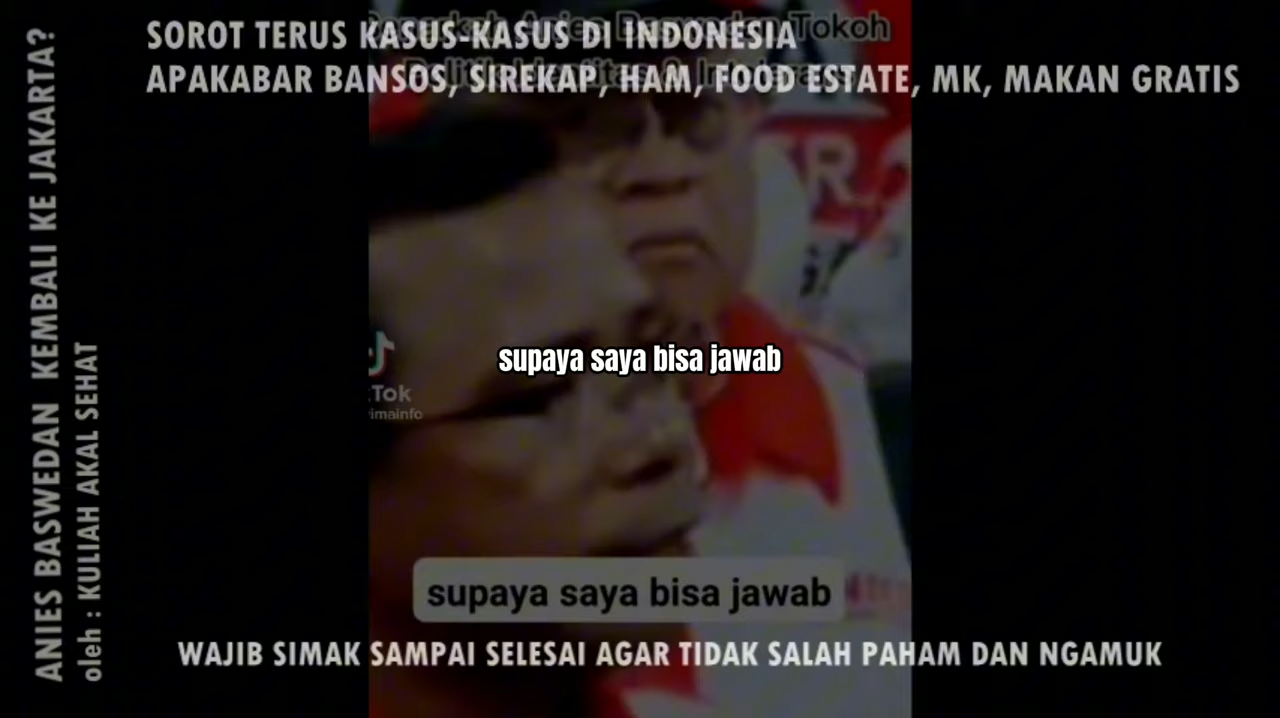 SOROT TERUS KASUS-KASUS DI INDONESIA
APAKABAR BANSOS, SIREKAP, HAM, FOOD ESTATE, MK, MAKAN GRATIS
Anies Tokoh
ANIES BASWEDAN KEMBALI KE JAKARTA?
oleh : KULIAH AKAL SEHAT
supaya saya bisa jawab
Tok
supaya saya bisa jawab
WAJIB SIMAK SAMPAI SELESAI AGAR TIDAK SALAH PAHAM DAN NGAMUK